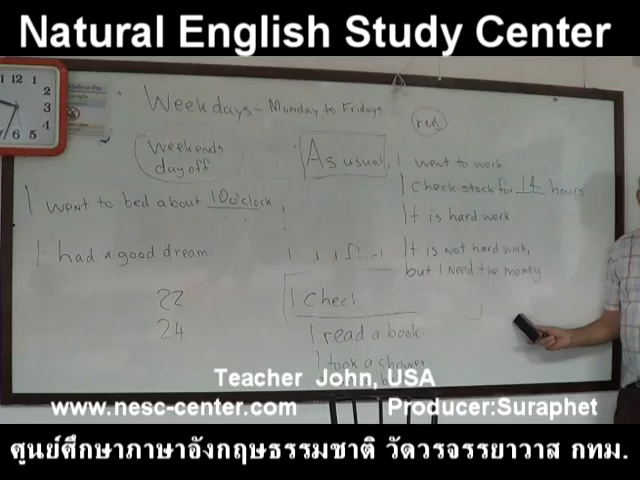 Natural English Study Center
Weekdays - Monday to Fridays
red
Weekends
day off
As usual, I went to work
I check stock for 14 hours
I went to bed about 10 o'clock
It is hard work
I had a good dream.
It is not hard work,
but I need the money
22
24
I check
I read a book
I took a shower
Teacher John, USA
www.nesc-center.com
Producer:Suraphet
ศูนย์ศึกษาภาษาอังกฤษธรรมชาติ วัดวรจรรยาวาส กทม.